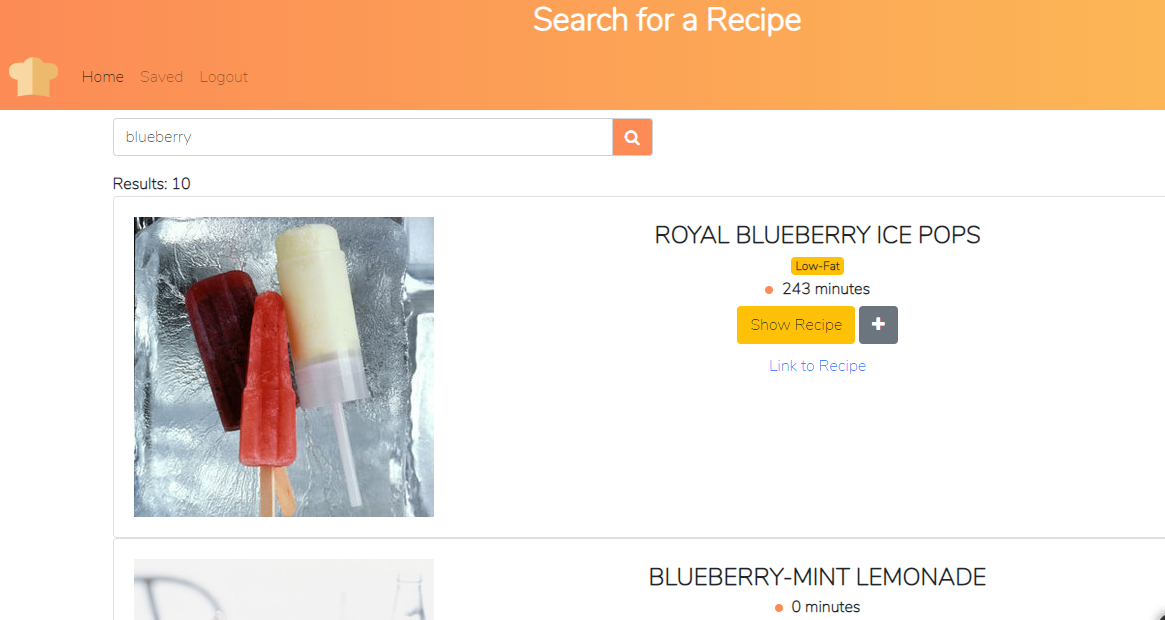 Search for a Recipe
Home Saved Logout
blueberry
Results: 10
ROYAL BLUEBERRY ICE POPS
Low-Fat
243 minutes
Show Recipe
Link to Recipe
BLUEBERRY-MINT LEMONADE
0 minutes